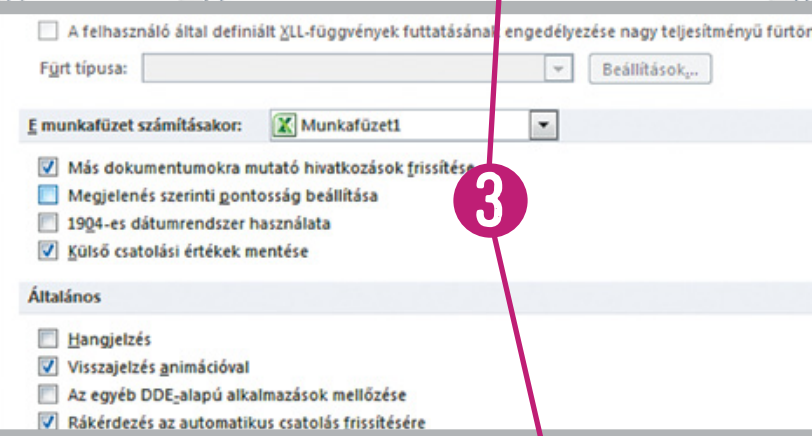 A felhasználó által definiált XLL-függvények futtatásának engedélyezése nagy teljesítményű fürtön
Fürt típusa:
Beállítások...
E munkafüzet számításakor: Munkafüzet1
Más dokumentumokra mutató hivatkozások frissítése
Megjelenés szerinti pontosság beállítása
1904-es dátumrendszer használata
Külső csatolási értékek mentése
3
Általános
Hangjelzés
Visszajelzés animációval
Az egyéb DDE-alapú alkalmazások mellőzése
Rákérdezés az automatikus csatolás frissítésére